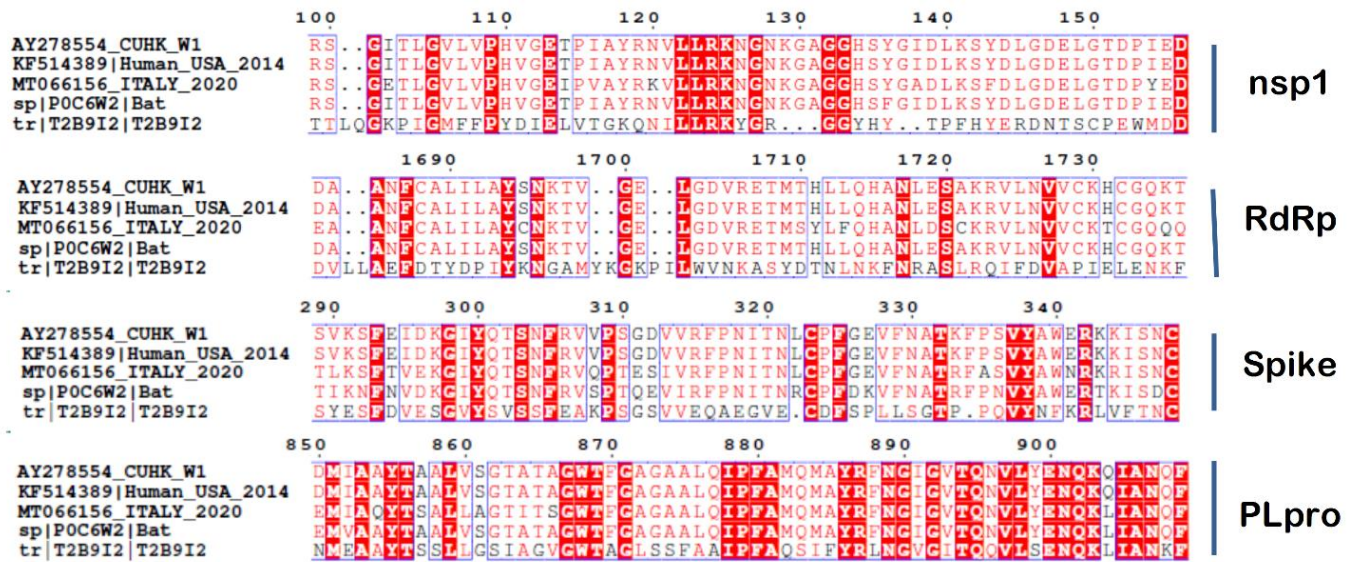 100 110 120 130 140 150
AY278554_CUHK_W1 RS..GITLGVLVPHVGETPIAYRNVLLRKNGNKGAGGHSYGIDLKSYDLGDELGTDPIED
KF514389|Human_USA_2014 RS..GITLGVLVPHVGETPIAYRNVLLRKNGNKGAGGHSYGIDLKSYDLGDELGTDPIED
MT066156_ITALY_2020 RS..GETLGVLVPHVGEIPVAYRKVLLRKNGNKGAGGHSYGADLKSFDLGDELGTDPYED
sp|P0C6W2|Bat RS..GITLGVLVPHVGETPIAYRNVLLRKNGNKGAGGHSFGIDLKSYDLGDELGTDPIED
tr|T2B9I2|T2B9I2 TTLQGKPIGMFFPYDIELVTGKQNILLRKYGR...GGYHY..TPFHYERDNTSCPEWMDD
nsp1
1690 1700 1710 1720 1730
AY278554_CUHK_W1 DA..ANFCALILAYSNKTV..GE..LGDVRETMTHLLQHANLESAKRVLNVVCKHCGQKT
KF514389|Human_USA_2014 DA..ANFCALILAYSNKTV..GE..LGDVRETMTHLLQHANLESAKRVLNVVCKHCGQKT
MT066156_ITALY_2020 EA..ANFCALILAYCNKTV..GE..LGDVRETMSYLFQHANLDSCKRVLNVVCKTCGQQQ
sp|P0C6W2|Bat DA..ANFCALILAYSNKTV..GE..LGDVRETMTHLLQHANLESAKRVLNVVCKHCGQKT
tr|T2B9I2|T2B9I2 DVLLAEFDTYDPIYKNGAMYKGKPILWVNKASYDTNLNKFNRASLRQIFDVAPIELENKF
RdRp
290 300 310 320 330 340
AY278554_CUHK_W1 SVKSFEIDKGIYQTSNFRVVPSGDVVRFPNITNLCPFGEVFNATKFPSVYAWERKKISNC
KF514389|Human_USA_2014 SVKSFEIDKGIYQTSNFRVVPSGDVVRFPNITNLCPFGEVFNATKFPSVYAWERKKISNC
MT066156_ITALY_2020 TLKSFTVEKGIYQTSNFRVQPTESIVRFPNITNLCPFGEVFNATRFASVYAWNRKRISNC
sp|P0C6W2|Bat TIKNFNVDKGIYQTSNFRVSPTQEVIRFPNITNRCPFDKVFNATRFPSVYAWERTKISDC
tr|T2B9I2|T2B9I2 SYESFDVESGVYSVSSFEAKPSGSVVEQAEGVE.CDFSPLLSGTP.PQVYNFKRLVFTNC
Spike
850 860 870 880 890 900
AY278554_CUHK_W1 DMIAAYTAALVSGTATAGWTFGAGAALQIPFAMQMAYRFNGIGVTQNVLYENQKQIANQF
KF514389|Human_USA_2014 DMIAAYTAALVSGTATAGWTFGAGAALQIPFAMQMAYRFNGIGVTQNVLYENQKQIANQF
MT066156_ITALY_2020 EMIAQYTSALLAGTITSGWTFGAGAALQIPFAMQMAYRFNGIGVTQNVLYENQKLIANQF
sp|P0C6W2|Bat EMVAAYTAALVSGTATAGWTFGAGAALQIPFAMQMAYRFNGIGVTQNVLYENQKQIANQF
tr|T2B9I2|T2B9I2 NMEAAYTSSLLGSIAGVGWTAGLSSFAAIPFAQSIFYRLNGVGITQQVLSENQKLIANKF
PLpro